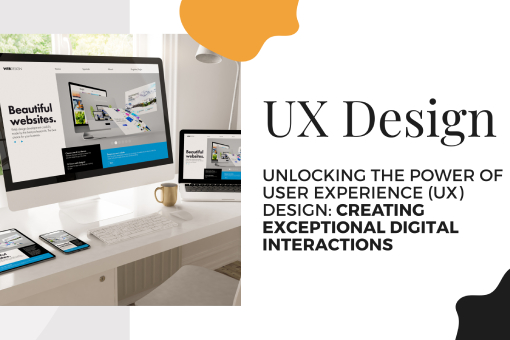 UX Design
UNLOCKING THE POWER OF
USER EXPERIENCE (UX)
DESIGN: CREATING
EXCEPTIONAL DIGITAL
INTERACTIONS
Beautiful
websites.
Beautiful
websites.